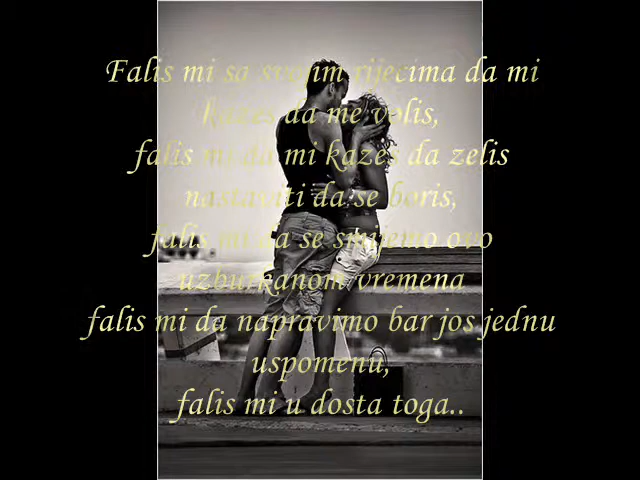 Falis mi sa svojim rijecima da mi
kazes da me volis,
falis mi da mi kazes da zelis
nastaviti da se boris,
falis mi da se smijemo ovo
uzburkanom vremena
falis mi da napravimo bar jos jednu
uspomenu,
falis mi u dosta toga..